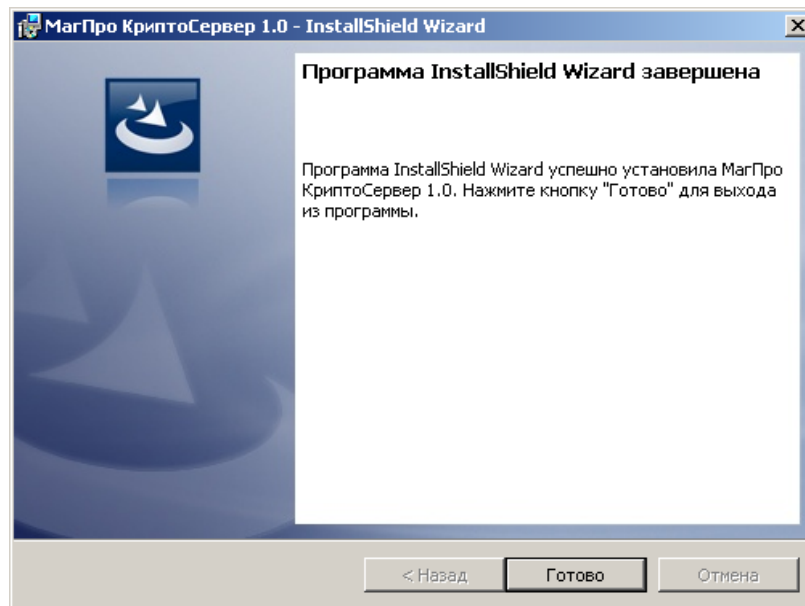 МагПро КриптоСервер 1.0 - InstallShield Wizard
Программа InstallShield Wizard завершена
Программа InstallShield Wizard успешно установила МагПро
КриптоСервер 1.0. Нажмите кнопку "Готово" для выхода
из программы.
< Назад
Готово
Отмена